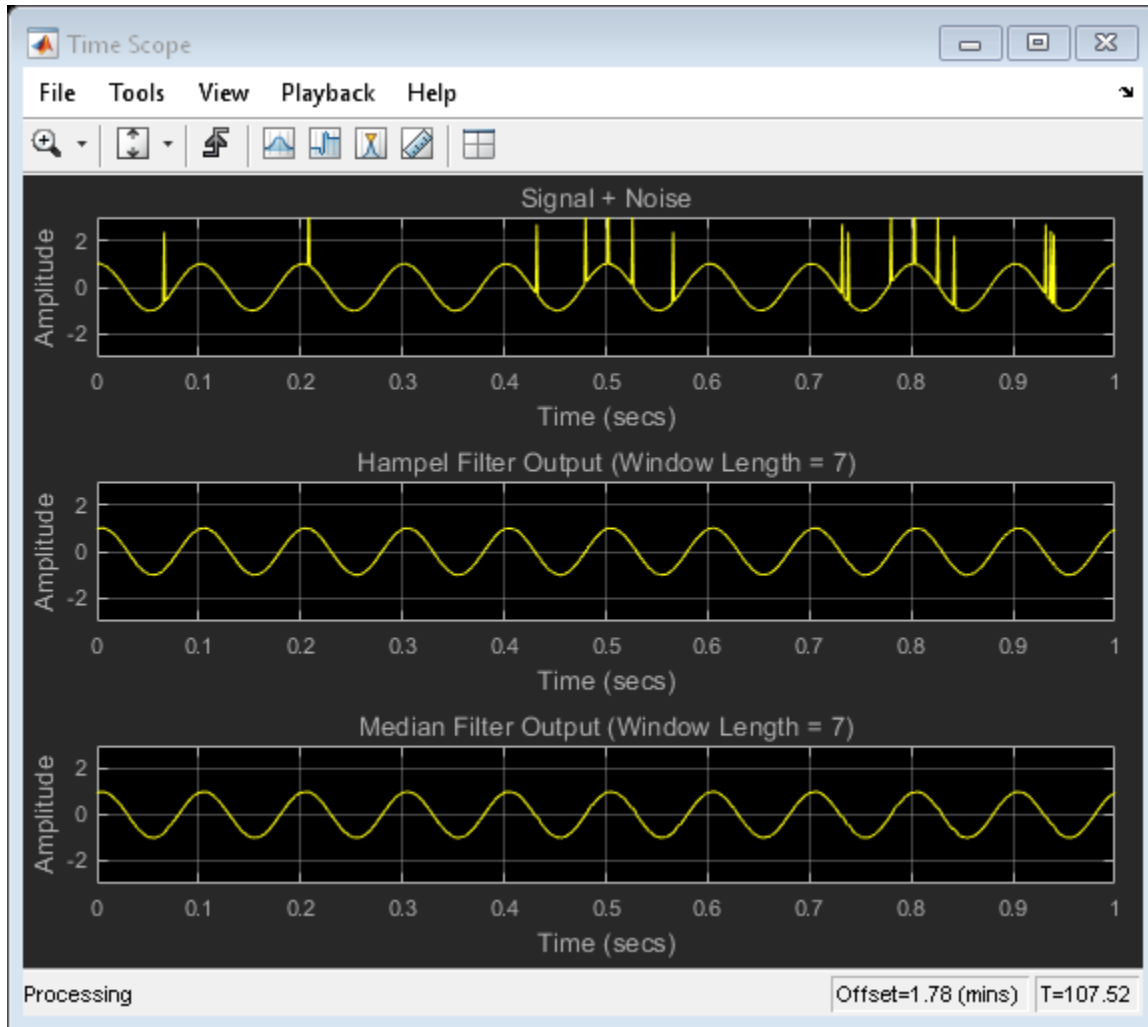 Time Scope
File Tools View Playback Help
Signal + Noise
Amplitude
2
0
-2
0 0.1 0.2 0.3 0.4 0.5 0.6 0.7 0.8 0.9 1
Time (secs)
Hampel Filter Output (Window Length = 7)
Amplitude
2
0
-2
0 0.1 0.2 0.3 0.4 0.5 0.6 0.7 0.8 0.9 1
Time (secs)
Median Filter Output (Window Length = 7)
Amplitude
2
0
-2
0 0.1 0.2 0.3 0.4 0.5 0.6 0.7 0.8 0.9 1
Time (secs)
Processing Offset=1.78 (mins) T=107.52